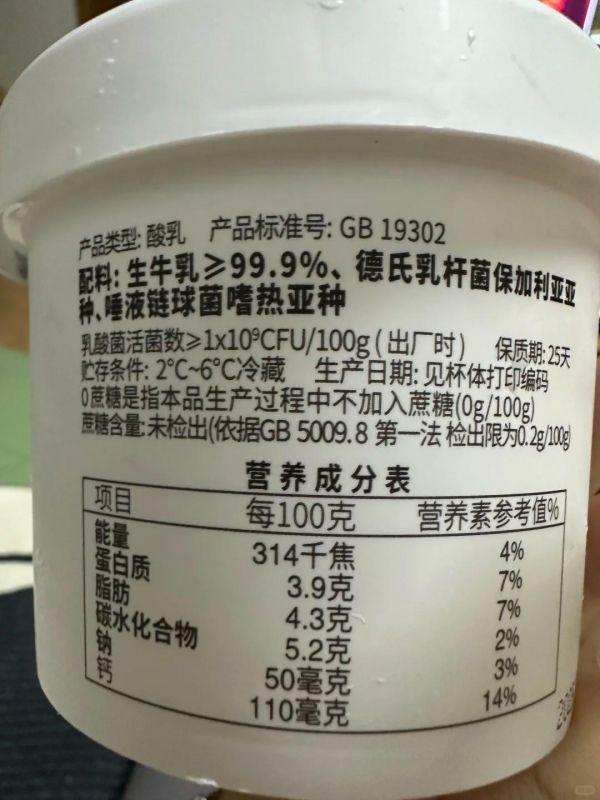 产品类型: 酸乳 产品标准号: GB 19302
配料: 生牛乳≥99.9%、德氏乳杆菌保加利亚亚
种、唾液链球菌嗜热亚种
乳酸菌活菌数≥1x10⁹CFU/100g(出厂时) 保质期: 25天
贮存条件: 2°C~6°C冷藏 生产日期: 见杯体打印编码
0蔗糖是指本品生产过程中不加入蔗糖(0g/100g)
蔗糖含量: 未检出(依据GB 5009.8 第一法 检出限为0.2g/100g)
营养成分表
项目 每100克 营养素参考值%
能量 314千焦 4%
蛋白质 3.9克 7%
脂肪 4.3克 7%
碳水化合物 5.2克 2%
钠 50毫克 3%
钙 110毫克 14%